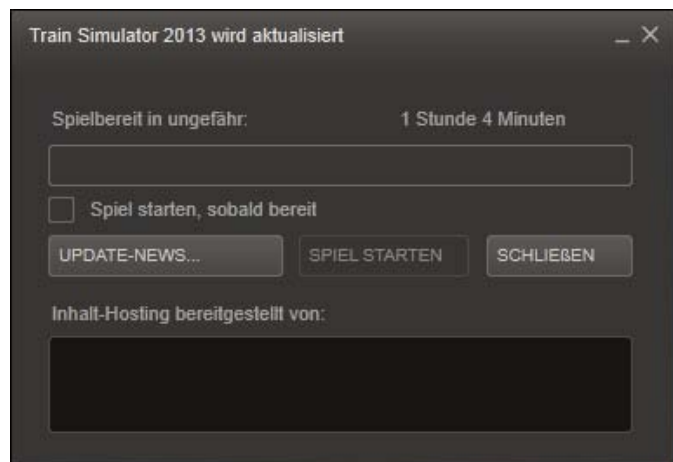 Train Simulator 2013 wird aktualisiert
Spielbereit in ungefähr: 1 Stunde 4 Minuten
Spiel starten, sobald bereit
UPDATE-NEWS... SPIEL STARTEN SCHLIEßEN
Inhalt-Hosting bereitgestellt von: